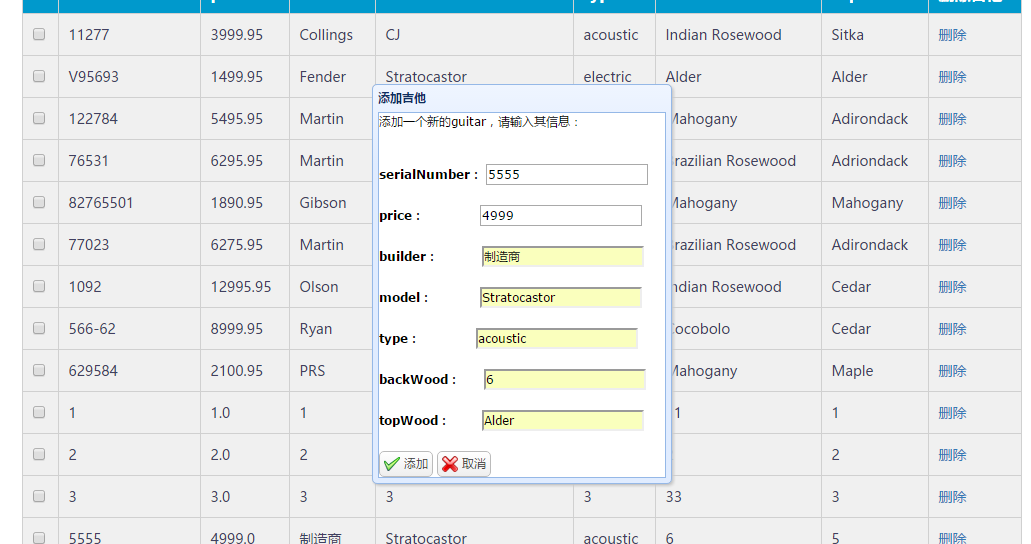 11277 3999.95 Collings CJ acoustic Indian Rosewood Sitka 删除
V95693 1499.95 Fender Stratocastor electric Alder Alder 删除
添加吉他
添加一个新的guitar，请输入其信息：
serialNumber： 5555
price： 4999
builder： 制造商
model： Stratocastor
type： acoustic
backWood： 6
topWood： Alder
添加 取消
122784 5495.95 Martin Adirondack 删除
76531 6295.95 Martin Rosewood Adriondack 删除
82765501 1890.95 Gibson Mahogany 删除
77023 6275.95 Martin Rosewood Adirondack 删除
1092 12995.95 Olson Rosewood Cedar 删除
566-62 8999.95 Ryan Cedar 删除
629584 2100.95 PRS Maple 删除
1 1.0 1 1 1 删除
2 2.0 2 2 删除
3 3.0 3 3 3 33 3 删除
5555 4999.0 制造商 Stratocastor acoustic 6 5 删除